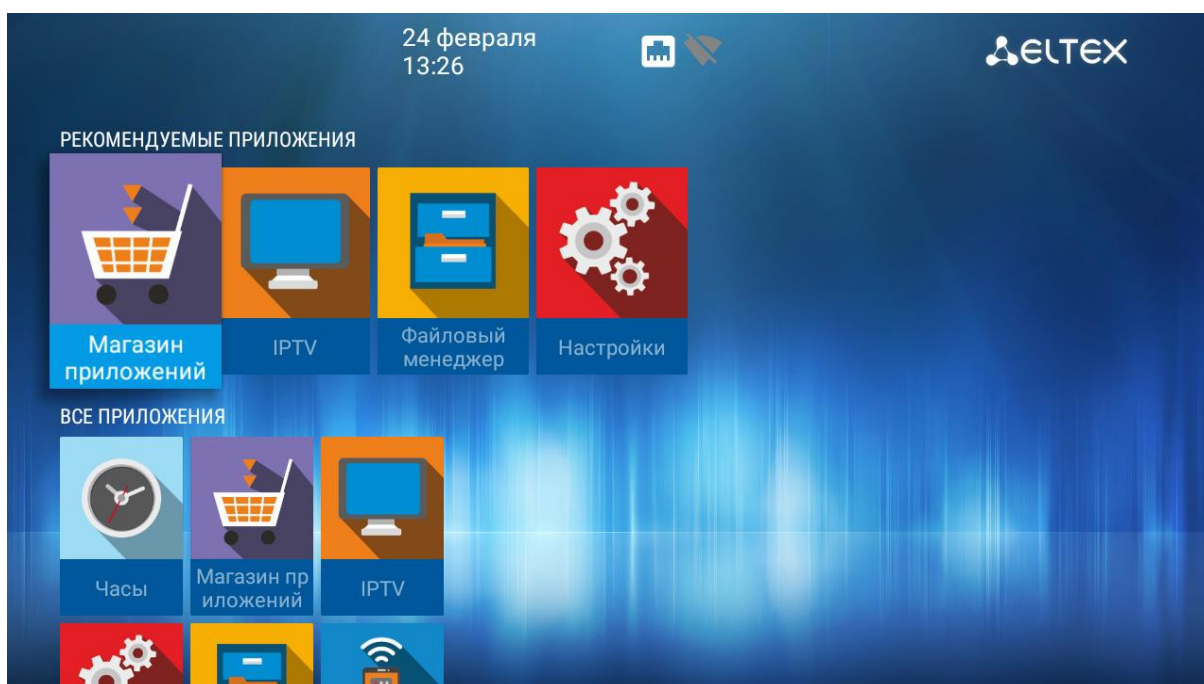 24 февраля
13:26
ELTEX
РЕКОМЕНДУЕМЫЕ ПРИЛОЖЕНИЯ
Магазин
приложений
IPTV
Файловый
менеджер
Настройки
ВСЕ ПРИЛОЖЕНИЯ
Часы
Магазин пр
иложений
IPTV